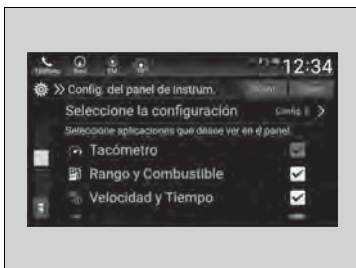 12:34
Config. del panel de instrum.
Seleccione la configuración Config
Seleccione aplicaciones que desee ver en el panel.
Tacómetro
Rango y Combustible
Velocidad y Tiempo